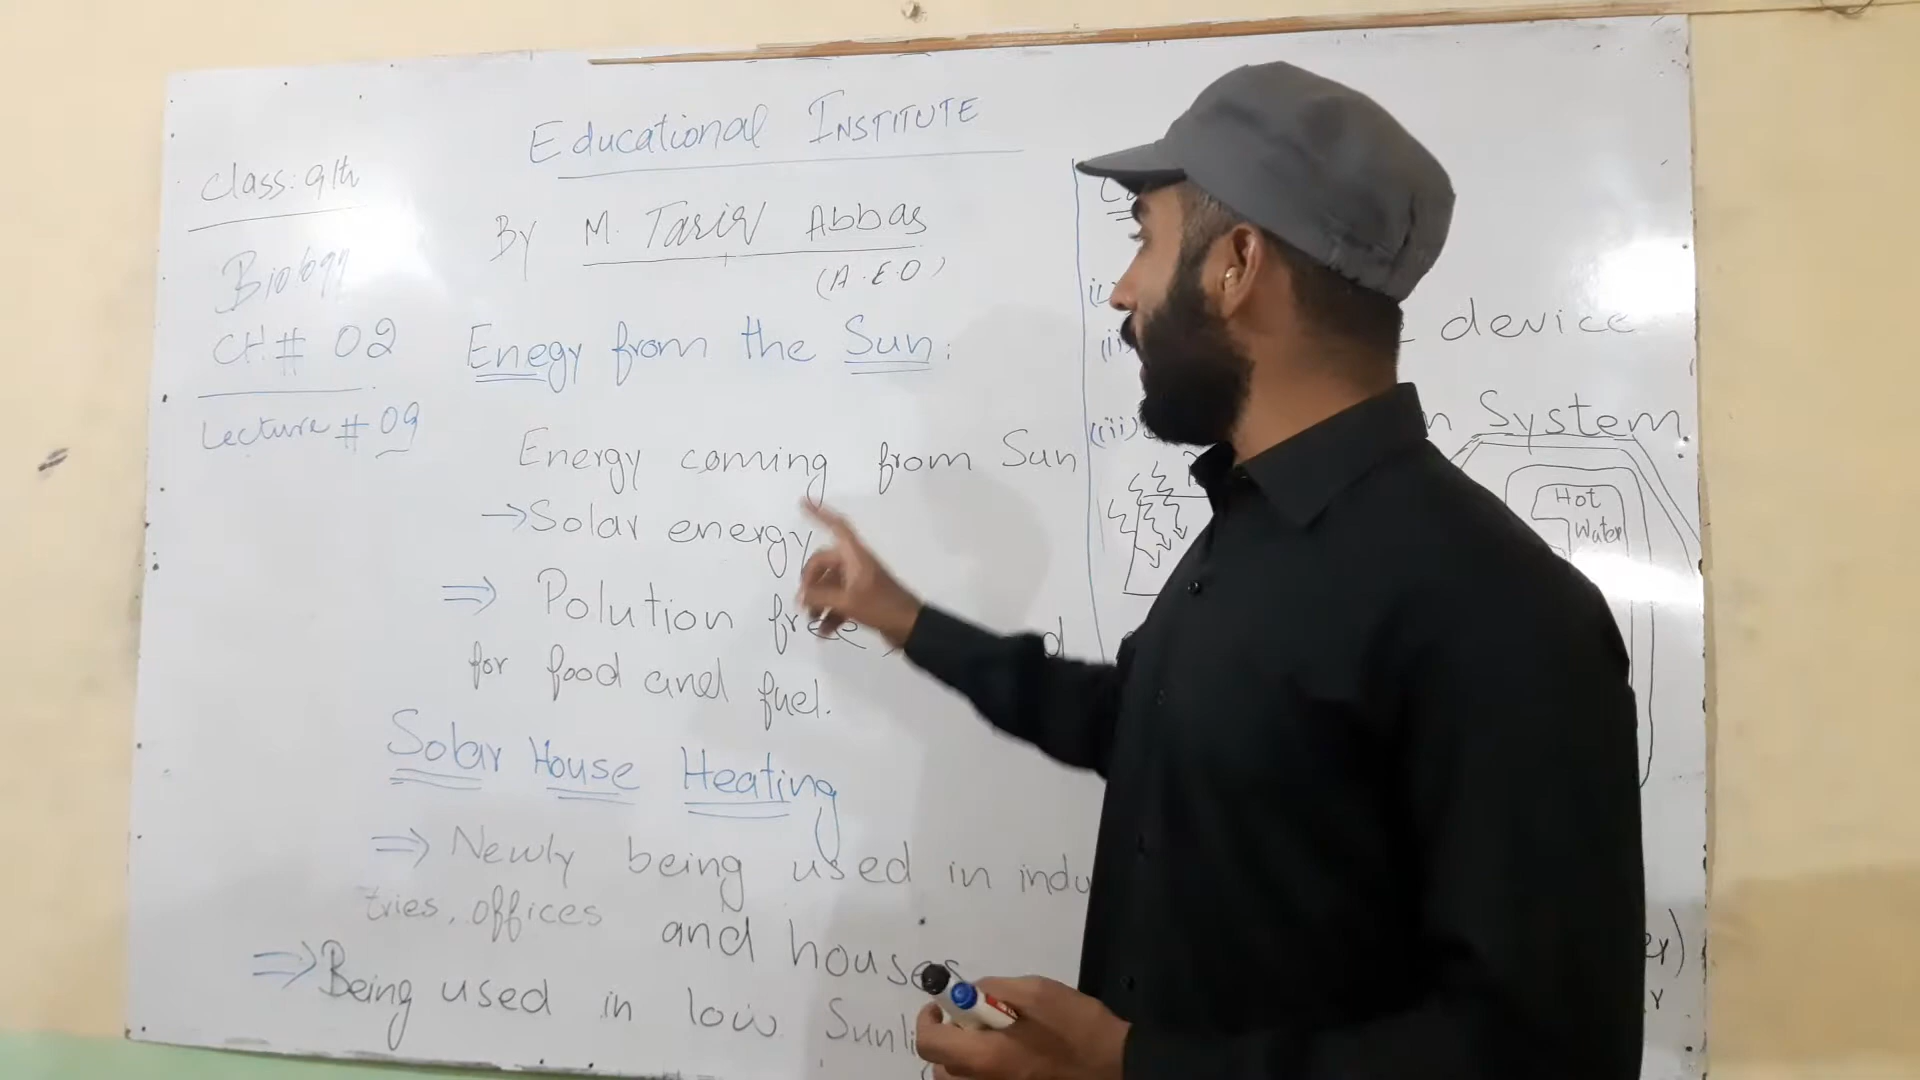 Educational INSTITUTE
Class: 9th
By M. Tariq Abbas
(A.E.O)
Biology
CH# 02
Lecture # 09
Enegy from the Sun:
Energy coming from Sun
→Solar energy
⇒ Polution free,
for food and fuel.
Solar House Heating
⇒ Newly being used in indu
tries, offices and houses
⇒Being used in low Sunli
device
(iii)
System
Hot
Water